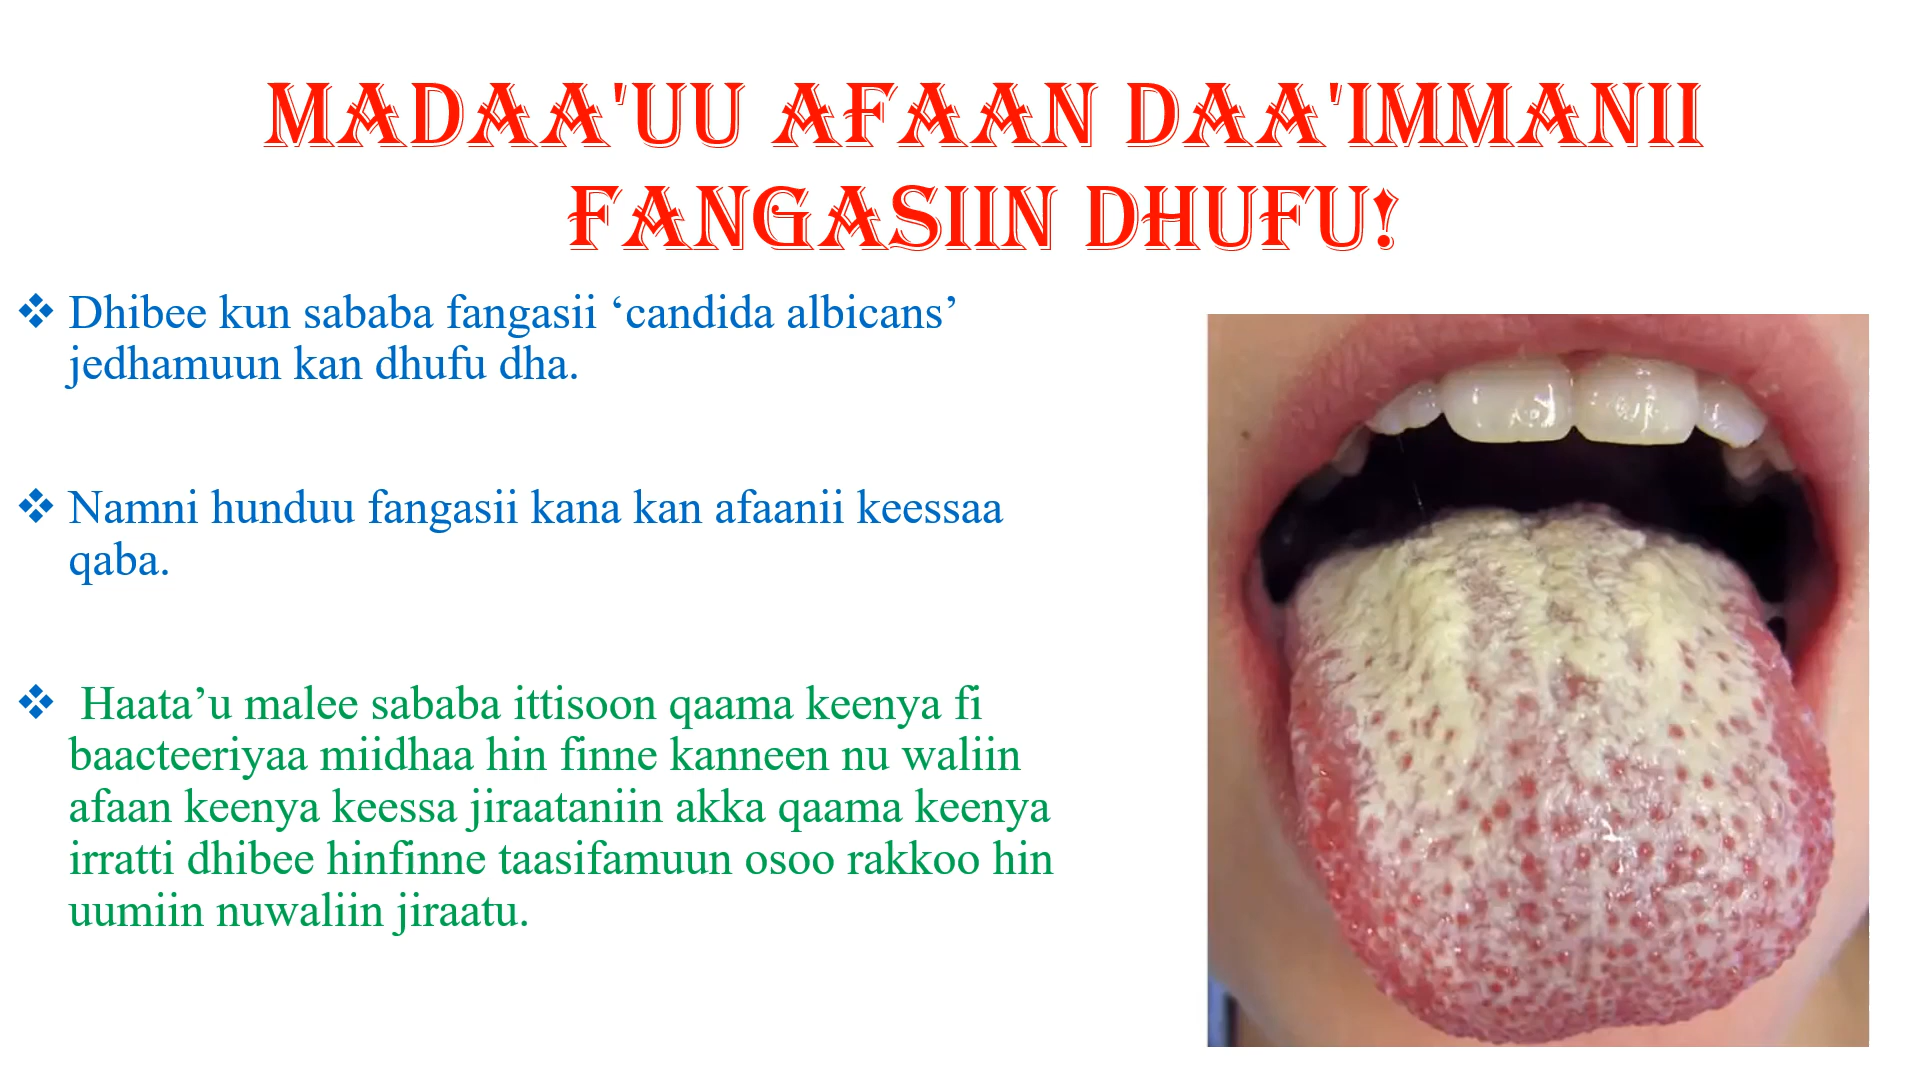 MADAA'UU AFAAN DAA'IMMANII
FANGASIIN DHUFU!
❖ Dhibee kun sababa fangasii ‘candida albicans’
jedhamuun kan dhufu dha.
❖ Namni hunduu fangasii kana kan afaanii keessaa
qaba.
❖ Haata’u malee sababa ittisoon qaama keenya fi
baacteeriyaa miidhaa hin finne kanneen nu waliin
afaan keenya keessa jiraataniin akka qaama keenya
irratti dhibee hinfinne taasifamuun osoo rakkoo hin
uumiin nuwaliin jiraatu.